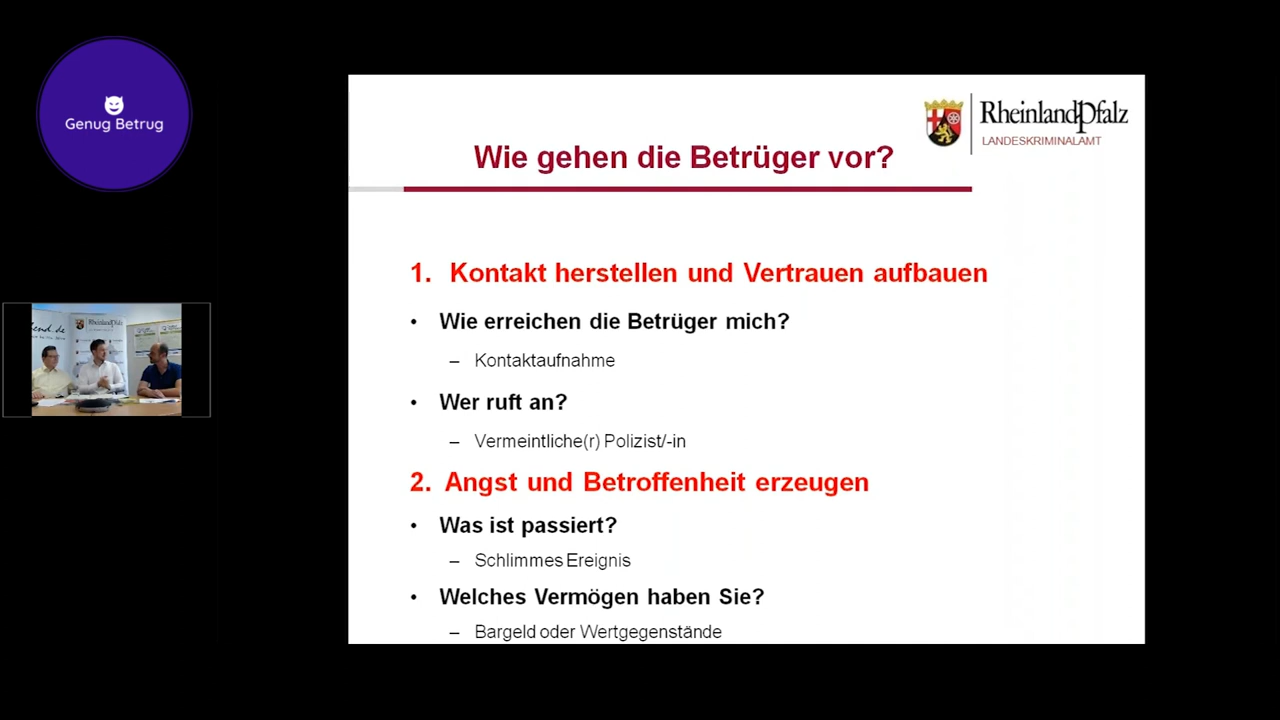 Genug Betrug
RheinlandPfalz
LANDESKRIMINALAMT
Wie gehen die Betrüger vor?
1. Kontakt herstellen und Vertrauen aufbauen
• Wie erreichen die Betrüger mich?
– Kontaktaufnahme
• Wer ruft an?
– Vermeintliche(r) Polizist/-in
2. Angst und Betroffenheit erzeugen
• Was ist passiert?
– Schlimmes Ereignis
• Welches Vermögen haben Sie?
– Bargeld oder Wertgegenstände
RheinlandPfalz